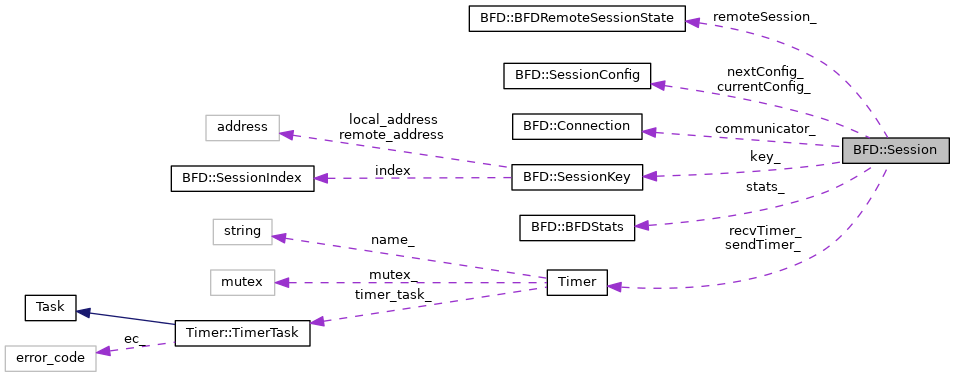 BFD::BFDRemoteSessionState
remoteSession_
BFD::SessionConfig
nextConfig_
currentConfig_
address
local_address
remote_address
BFD::Connection
communicator_
BFD::Session
BFD::SessionIndex
index
BFD::SessionKey
key_
stats_
string
name_
BFD::BFDStats
recvTimer_
sendTimer_
mutex
mutex_
Timer
timer_task_
Task
Timer::TimerTask
error_code
ec_